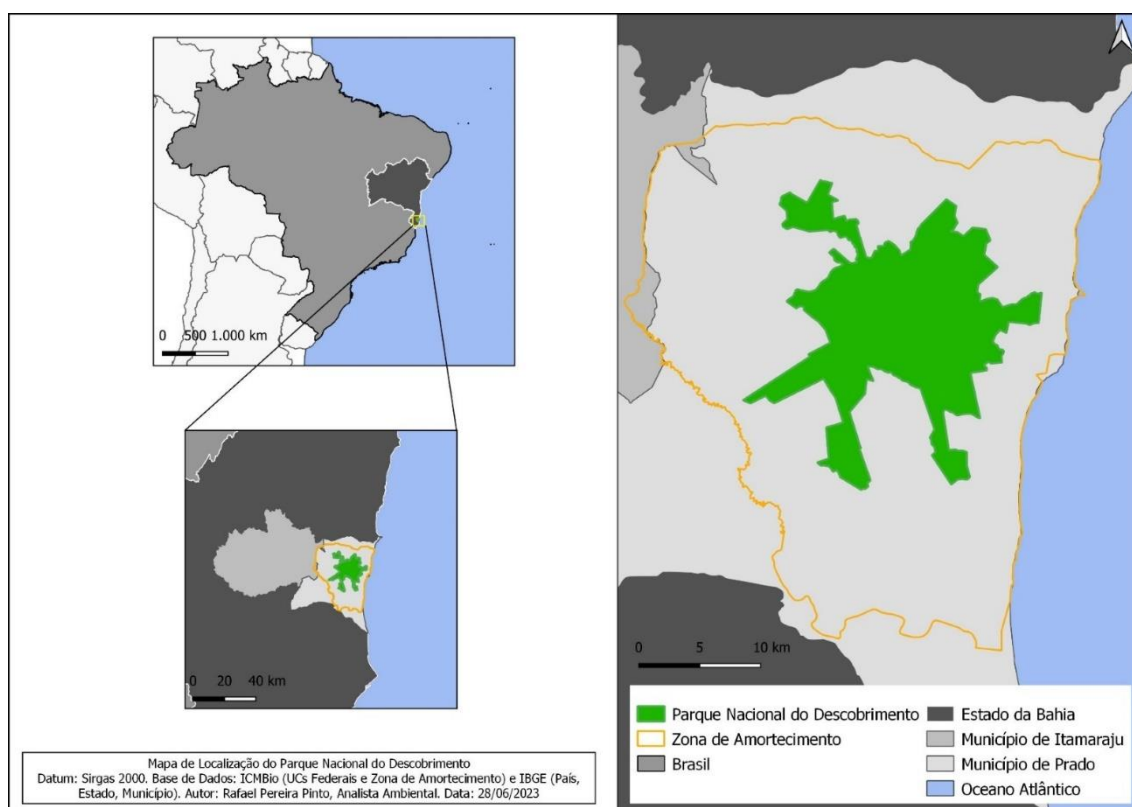 0 500 1.000 km
0 20 40 km
Mapa de Localização do Parque Nacional do Descobrimento
Datum: Sirgas 2000. Base de Dados: ICMBio (UCs Federais e Zona de Amortecimento) e IBGE (País,
Estado, Município). Autor: Rafael Pereira Pinto, Analista Ambiental. Data: 28/06/2023
0 5 10 km
Parque Nacional do Descobrimento
Zona de Amortecimento
Brasil
Estado da Bahia
Município de Itamaraju
Município de Prado
Oceano Atlântico